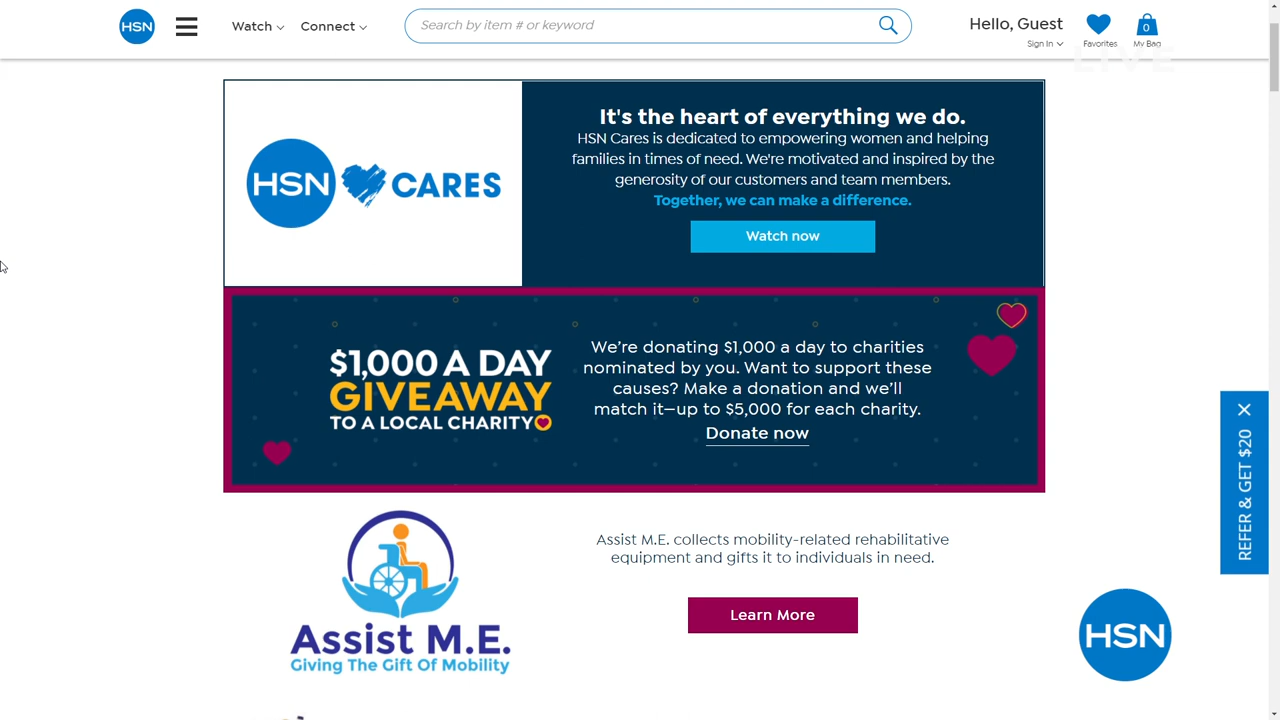 HSN
Watch
Connect
Search by item # or keyword
Hello, Guest
Sign In
Favorites
0
My Bag
LIVE
HSN CARES
It's the heart of everything we do.
HSN Cares is dedicated to empowering women and helping
families in times of need. We're motivated and inspired by the
generosity of our customers and team members.
Together, we can make a difference.
Watch now
$1,000 A DAY
GIVEAWAY
TO A LOCAL CHARITY
We're donating $1,000 a day to charities
nominated by you. Want to support these
causes? Make a donation and we'll
match it—up to $5,000 for each charity.
Donate now
REFER & GET $20
Assist M.E.
Giving The Gift Of Mobility
Assist M.E. collects mobility-related rehabilitative
equipment and gifts it to individuals in need.
Learn More
HSN